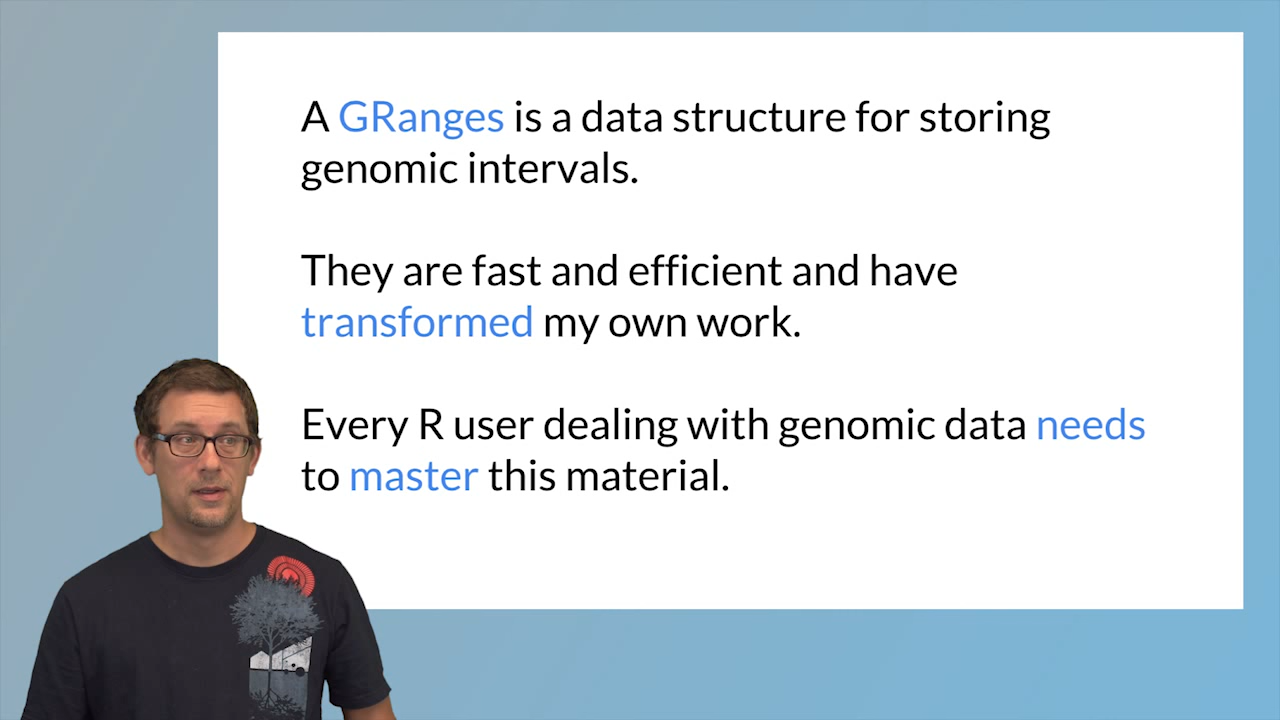 A GRanges is a data structure for storing
genomic intervals.
They are fast and efficient and have
transformed my own work.
Every R user dealing with genomic data needs
to master this material.